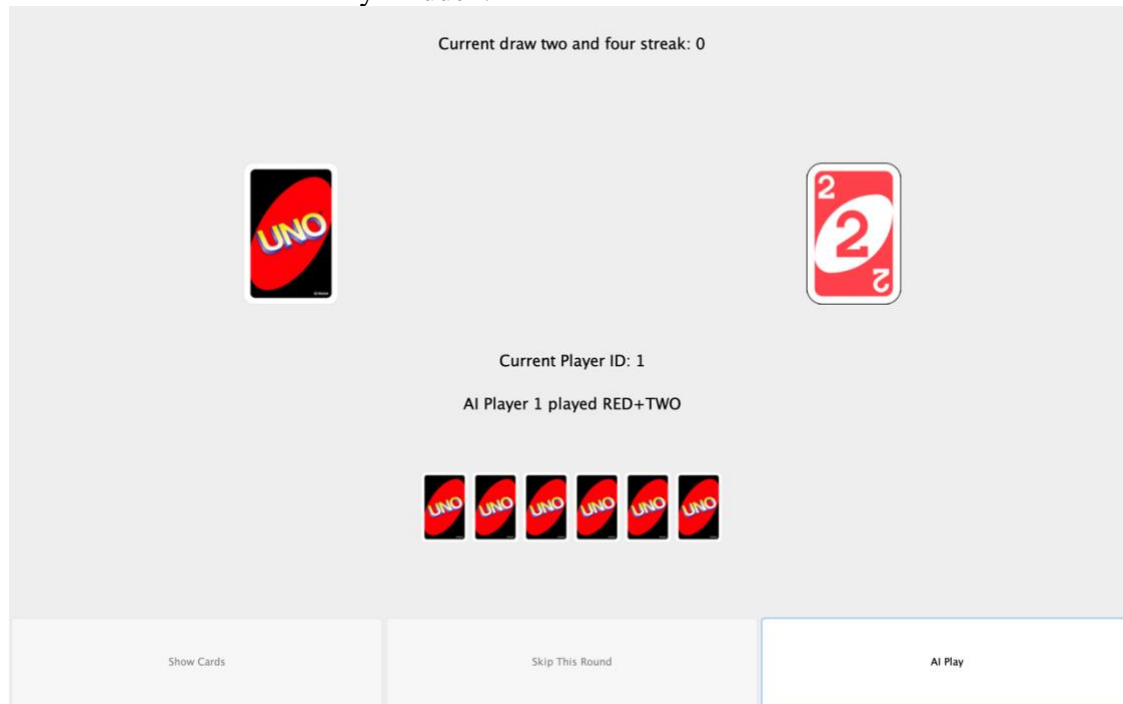 Current draw two and four streak: 0
UNO
2
2
2
Current Player ID: 1
AI Player 1 played RED+TWO
UNO UNO UNO UNO UNO UNO
Show Cards Skip This Round AI Play